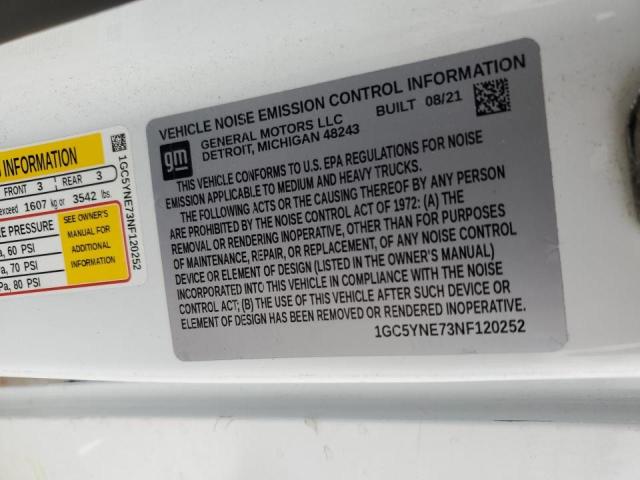 INFORMATION
FRONT 3 REAR 3
exceed 1607 kg or 3542 lbs.
PRESSURE
60 PSI
70 PSI
80 PSI
SEE OWNER'S
MANUAL FOR
ADDITIONAL
INFORMATION
1GC5YNE73NF120252
VEHICLE NOISE EMISSION CONTROL INFORMATION
gm
GENERAL MOTORS LLC BUILT 08/21
DETROIT, MICHIGAN 48243
THIS VEHICLE CONFORMS TO U.S. EPA REGULATIONS FOR NOISE
EMISSION APPLICABLE TO MEDIUM AND HEAVY TRUCKS.
THE FOLLOWING ACTS OR THE CAUSING THEREOF BY ANY PERSON
ARE PROHIBITED BY THE NOISE CONTROL ACT OF 1972: (A) THE
REMOVAL OR RENDERING INOPERATIVE, OTHER THAN FOR PURPOSES
OF MAINTENANCE, REPAIR, OR REPLACEMENT, OF ANY NOISE CONTROL
DEVICE OR ELEMENT OF DESIGN (LISTED IN THE OWNER'S MANUAL)
INCORPORATED INTO THIS VEHICLE IN COMPLIANCE WITH THE NOISE
CONTROL ACT; (B) THE USE OF THIS VEHICLE AFTER SUCH DEVICE OR
ELEMENT OF DESIGN HAS BEEN REMOVED OR RENDERED INOPERATIVE.
1GC5YNE73NF120252